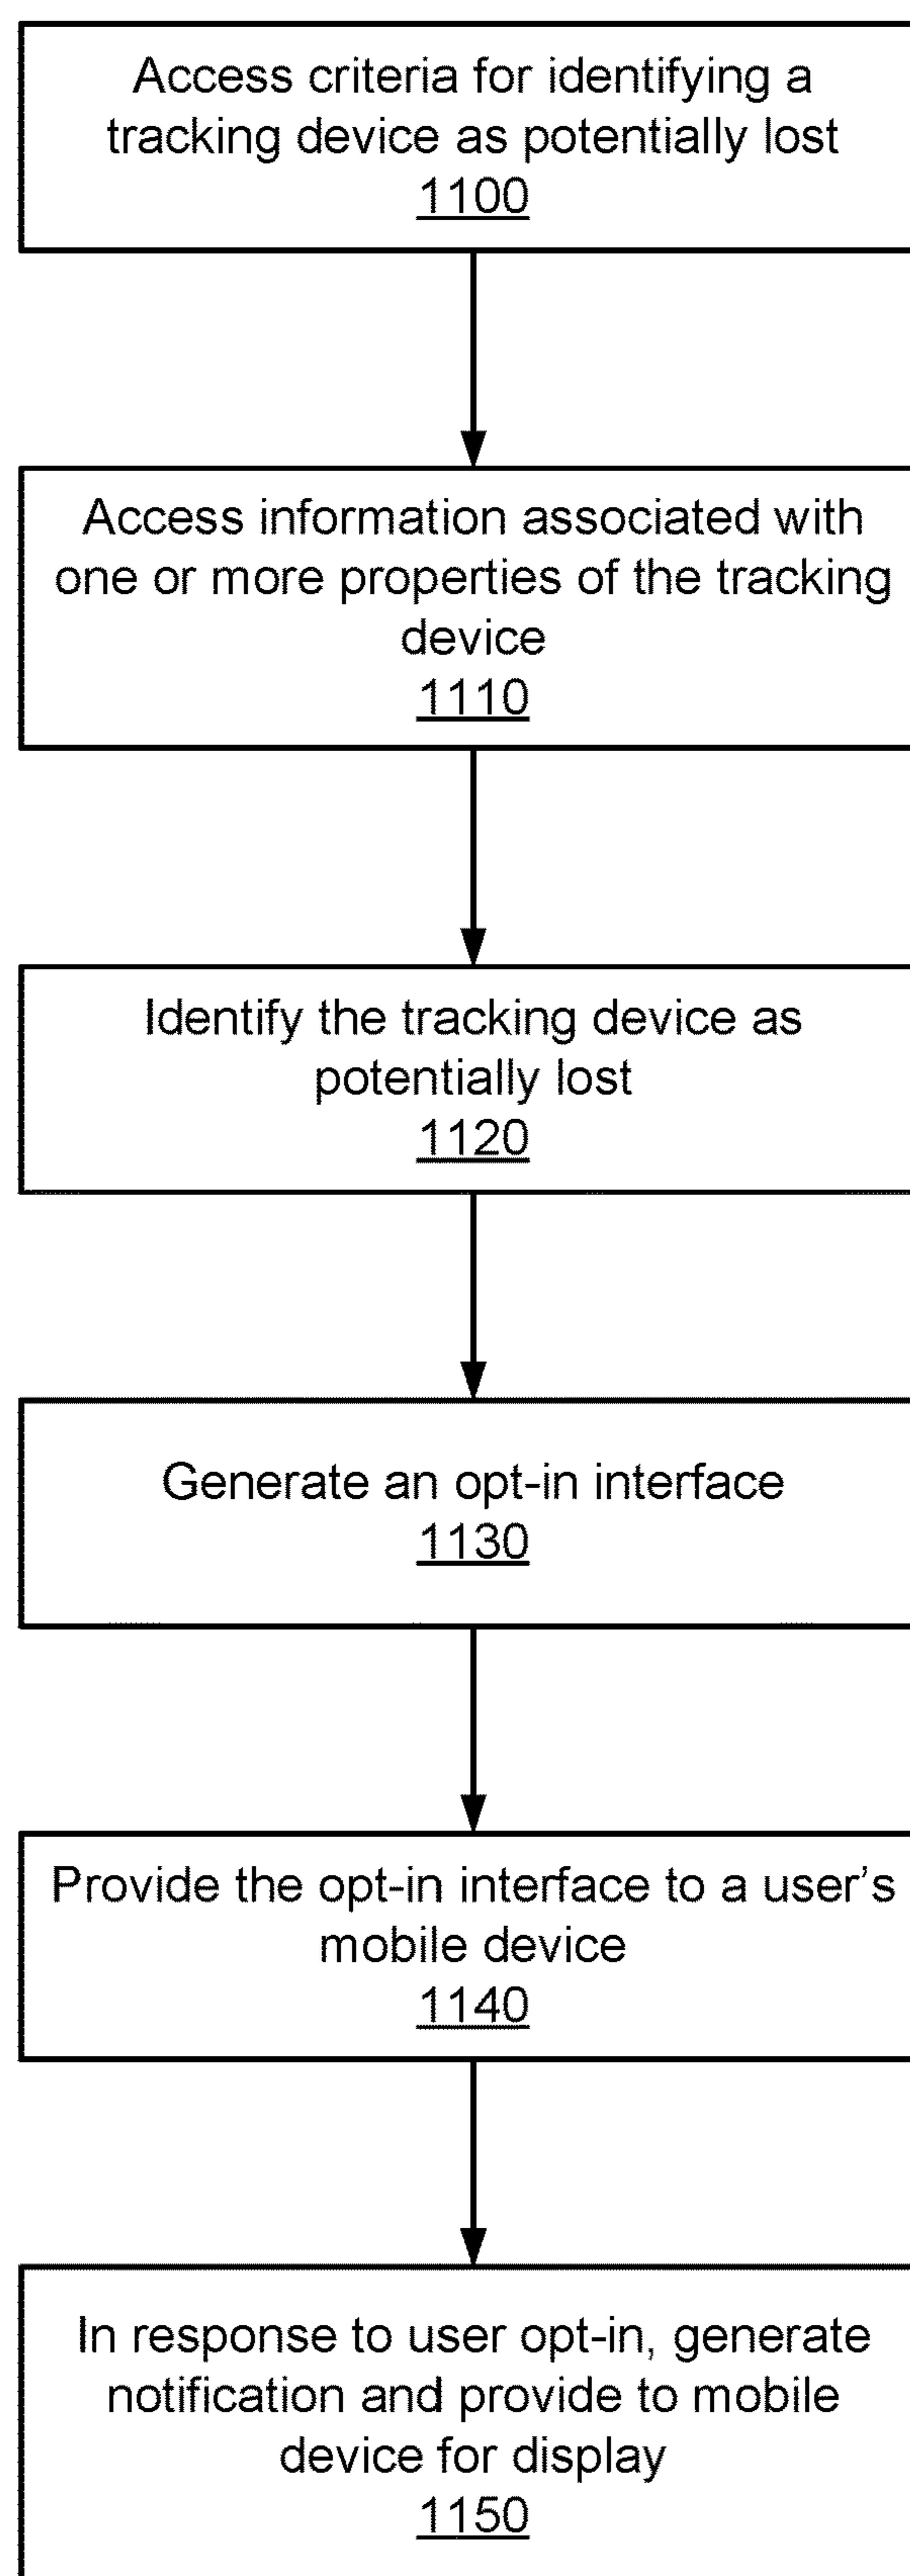 Access criteria for identifying a
tracking device as potentially lost
1100
Access information associated with
one or more properties of the tracking
device
1110
Identify the tracking device as
potentially lost
1120
Generate an opt-in interface
1130
Provide the opt-in interface to a user's
mobile device
1140
In response to user opt-in, generate
notification and provide to mobile
device for display
1150